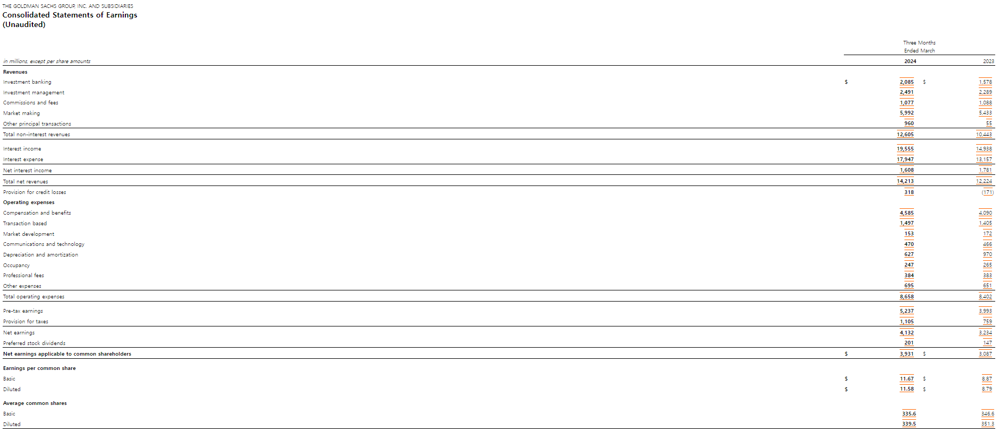 THE GOLDMAN SACHS GROUP, INC. AND SUBSIDIARIES
Consolidated Statements of Earnings
(Unaudited)
Three Months
Ended March
in millions, except per share amounts 2024 2023
Revenues
Investment banking $ 2,085 $ 1,578
Investment management 2,491 2,289
Commissions and fees 1,077 1,088
Market making 5,992 5,433
Other principal transactions 960 55
Total non-interest revenues 12,605 10,443
Interest income 19,555 14,938
Interest expense 17,947 13,157
Net interest income 1,608 1,781
Total net revenues 14,213 12,224
Provision for credit losses 318 (171)
Operating expenses
Compensation and benefits 4,585 4,090
Transaction based 1,497 1,405
Market development 153 172
Communications and technology 470 466
Depreciation and amortization 627 970
Occupancy 247 265
Professional fees 384 383
Other expenses 695 651
Total operating expenses 8,658 8,402
Pre-tax earnings 5,237 3,993
Provision for taxes 1,105 759
Net earnings 4,132 3,234
Preferred stock dividends 201 147
Net earnings applicable to common shareholders $ 3,931 $ 3,087
Earnings per common share
Basic $ 11.67 $ 8.87
Diluted $ 11.58 $ 8.79
Average common shares
Basic 335.6 346.6
Diluted 339.5 351.3